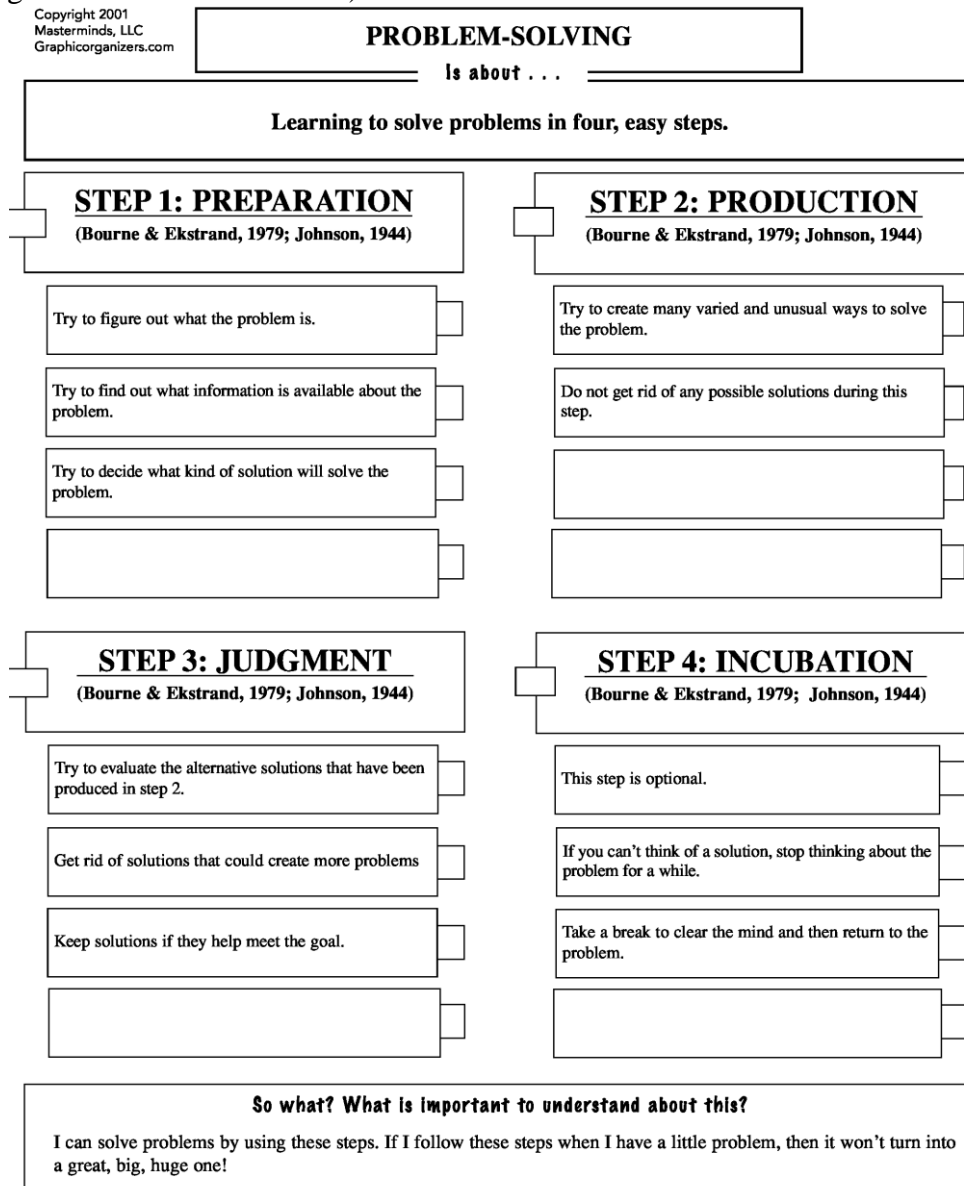 Copyright 2001
Masterminds, LLC
Graphicorganizers.com
PROBLEM-SOLVING
Is about . . .
Learning to solve problems in four, easy steps.
STEP 1: PREPARATION
(Bourne & Ekstrand, 1979; Johnson, 1944)
Try to figure out what the problem is.
Try to find out what information is available about the
problem.
Try to decide what kind of solution will solve the
problem.
STEP 2: PRODUCTION
(Bourne & Ekstrand, 1979; Johnson, 1944)
Try to create many varied and unusual ways to solve
the problem.
Do not get rid of any possible solutions during this
step.
STEP 3: JUDGMENT
(Bourne & Ekstrand, 1979; Johnson, 1944)
Try to evaluate the alternative solutions that have been
produced in step 2.
Get rid of solutions that could create more problems
Keep solutions if they help meet the goal.
STEP 4: INCUBATION
(Bourne & Ekstrand, 1979; Johnson, 1944)
This step is optional.
If you can't think of a solution, stop thinking about the
problem for a while.
Take a break to clear the mind and then return to the
problem.
So what? What is important to understand about this?
I can solve problems by using these steps. If I follow these steps when I have a little problem, then it won't turn into
a great, big, huge one!